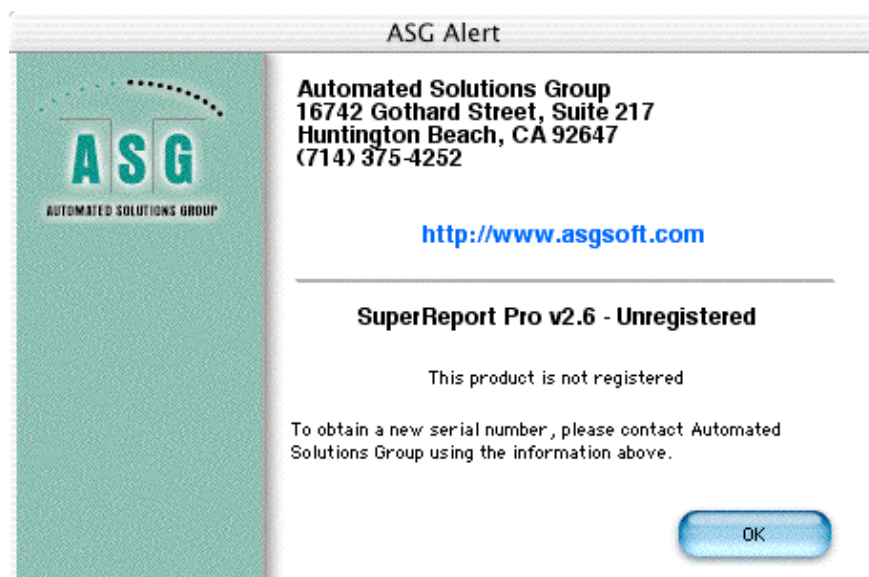 ASG Alert
ASG
AUTOMATED SOLUTIONS GROUP
Automated Solutions Group
16742 Gothard Street, Suite 217
Huntington Beach, CA 92647
(714) 375-4252
http://www.asgsoft.com
SuperReport Pro v2.6 - Unregistered
This product is not registered
To obtain a new serial number, please contact Automated
Solutions Group using the information above.
OK